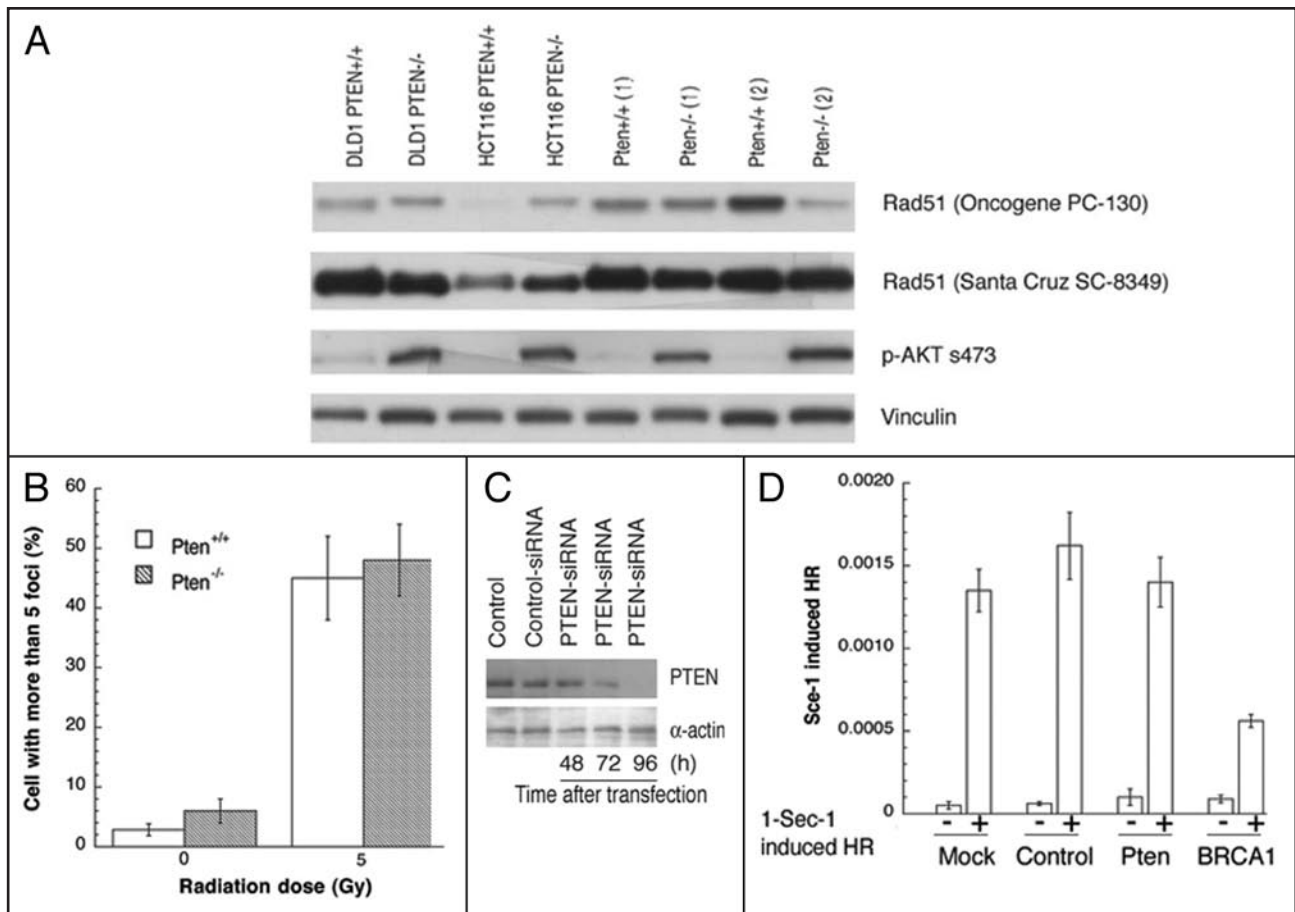 A
DLD1 PTEN+/+
DLD1 PTEN-/-
HCT116 PTEN+/+
HCT116 PTEN-/-
Pten+/+ (1)
Pten-/- (1)
Pten+/+ (2)
Pten-/- (2)
Rad51 (Oncogene PC-130)
Rad51 (Santa Cruz SC-8349)
p-AKT s473
Vinculin
B
Cell with more than 5 foci (%)
60
50
40
30
20
10
0
Pten+/+
Pten-/-
0 5
Radiation dose (Gy)
C
Control
Control-siRNA
PTEN-siRNA
PTEN-siRNA
PTEN-siRNA
PTEN
α-actin
48 72 96 (h)
Time after transfection
D
Sce-1 induced HR
0.0020
0.0015
0.0010
0.0005
0
1-Sec-1 induced HR
- + - + - + - +
Mock Control Pten BRCA1